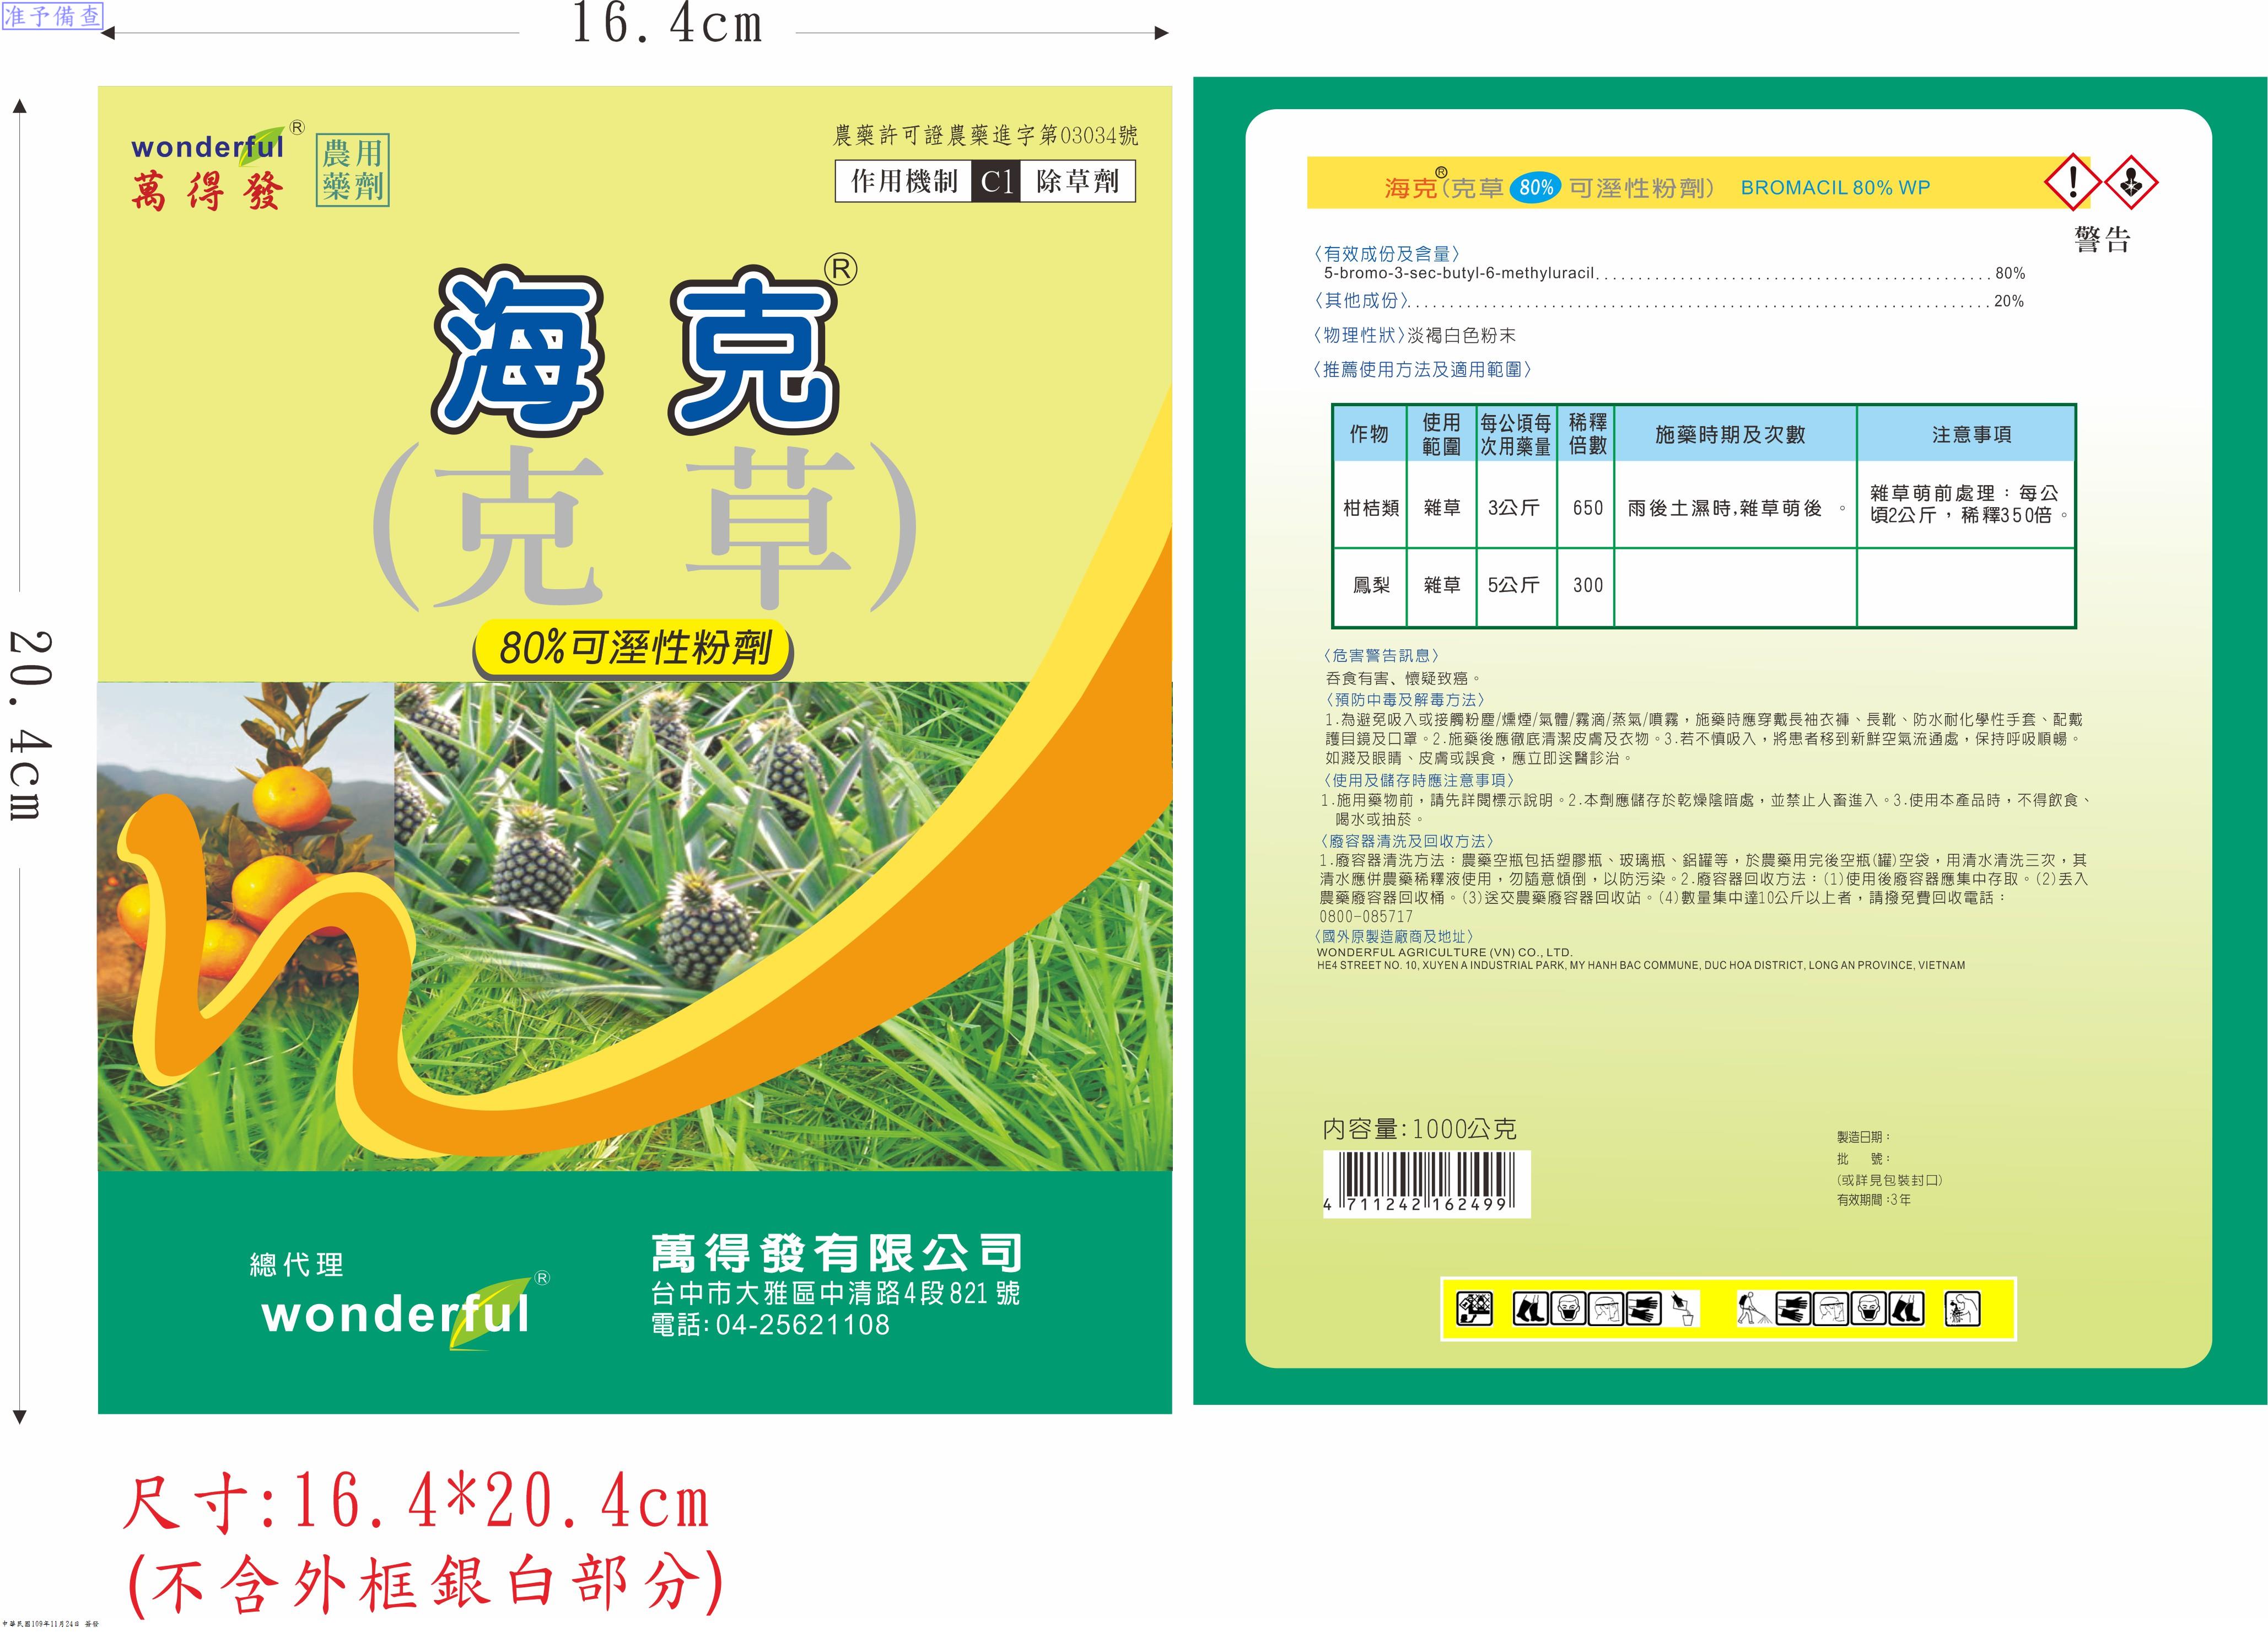 准予備查
16.4cm
20.4cm
wonderful®
萬得發
農用
藥劑
農藥許可證農藥進字第03034號
作用機制 C1 除草劑
海克®
(克草)
80%可溼性粉劑
總代理
wonderful®
萬得發有限公司
台中市大雅區中清路4段821號
電話:04-25621108
尺寸:16.4*20.4cm
(不含外框銀白部分)
中華民國109年11月24日 簽發
海克®(克草 80% 可溼性粉劑) BROMACIL 80% WP
警告
〈有效成份及含量〉
5-bromo-3-sec-butyl-6-methyluracil................................................80%
〈其他成份〉......................................................................20%
〈物理性狀〉淡褐白色粉末
〈推薦使用方法及適用範圍〉
作物 使用範圍 每公頃每次用藥量 稀釋倍數 施藥時期及次數 注意事項
柑桔類 雜草 3公斤 650 雨後土濕時,雜草萌後。 雜草萌前處理：每公頃2公斤，稀釋350倍。
鳳梨 雜草 5公斤 300
〈危害警告訊息〉
吞食有害、懷疑致癌。
〈預防中毒及解毒方法〉
1.為避免吸入或接觸粉塵/燻煙/氣體/霧滴/蒸氣/噴霧，施藥時應穿戴長袖衣褲、長靴、防水耐化學性手套、配戴
護目鏡及口罩。2.施藥後應徹底清潔皮膚及衣物。3.若不慎吸入，將患者移到新鮮空氣流通處，保持呼吸順暢。
如濺及眼睛、皮膚或誤食，應立即送醫診治。
〈使用及儲存時應注意事項〉
1.施用藥物前，請先詳閱標示說明。2.本劑應儲存於乾燥陰暗處，並禁止人畜進入。3.使用本產品時，不得飲食、
喝水或抽菸。
〈廢容器清洗及回收方法〉
1.廢容器清洗方法：農藥空瓶包括塑膠瓶、玻璃瓶、鋁罐等，於農藥用完後空瓶(罐)空袋，用清水清洗三次，其
清水應併農藥稀釋液使用，勿隨意傾倒，以防污染。2.廢容器回收方法：(1)使用後廢容器應集中存取。(2)丟入
農藥廢容器回收桶。(3)送交農藥廢容器回收站。(4)數量集中達10公斤以上者，請撥免費回收電話：
0800-085717
〈國外原製造廠商及地址〉
WONDERFUL AGRICULTURE (VN) CO., LTD.
HE4 STREET NO. 10, XUYEN A INDUSTRIAL PARK, MY HANH BAC COMMUNE, DUC HOA DISTRICT, LONG AN PROVINCE, VIETNAM
內容量:1000公克
4 711242 162499
製造日期：
批 號：
(或詳見包裝封口)
有效期間:3年